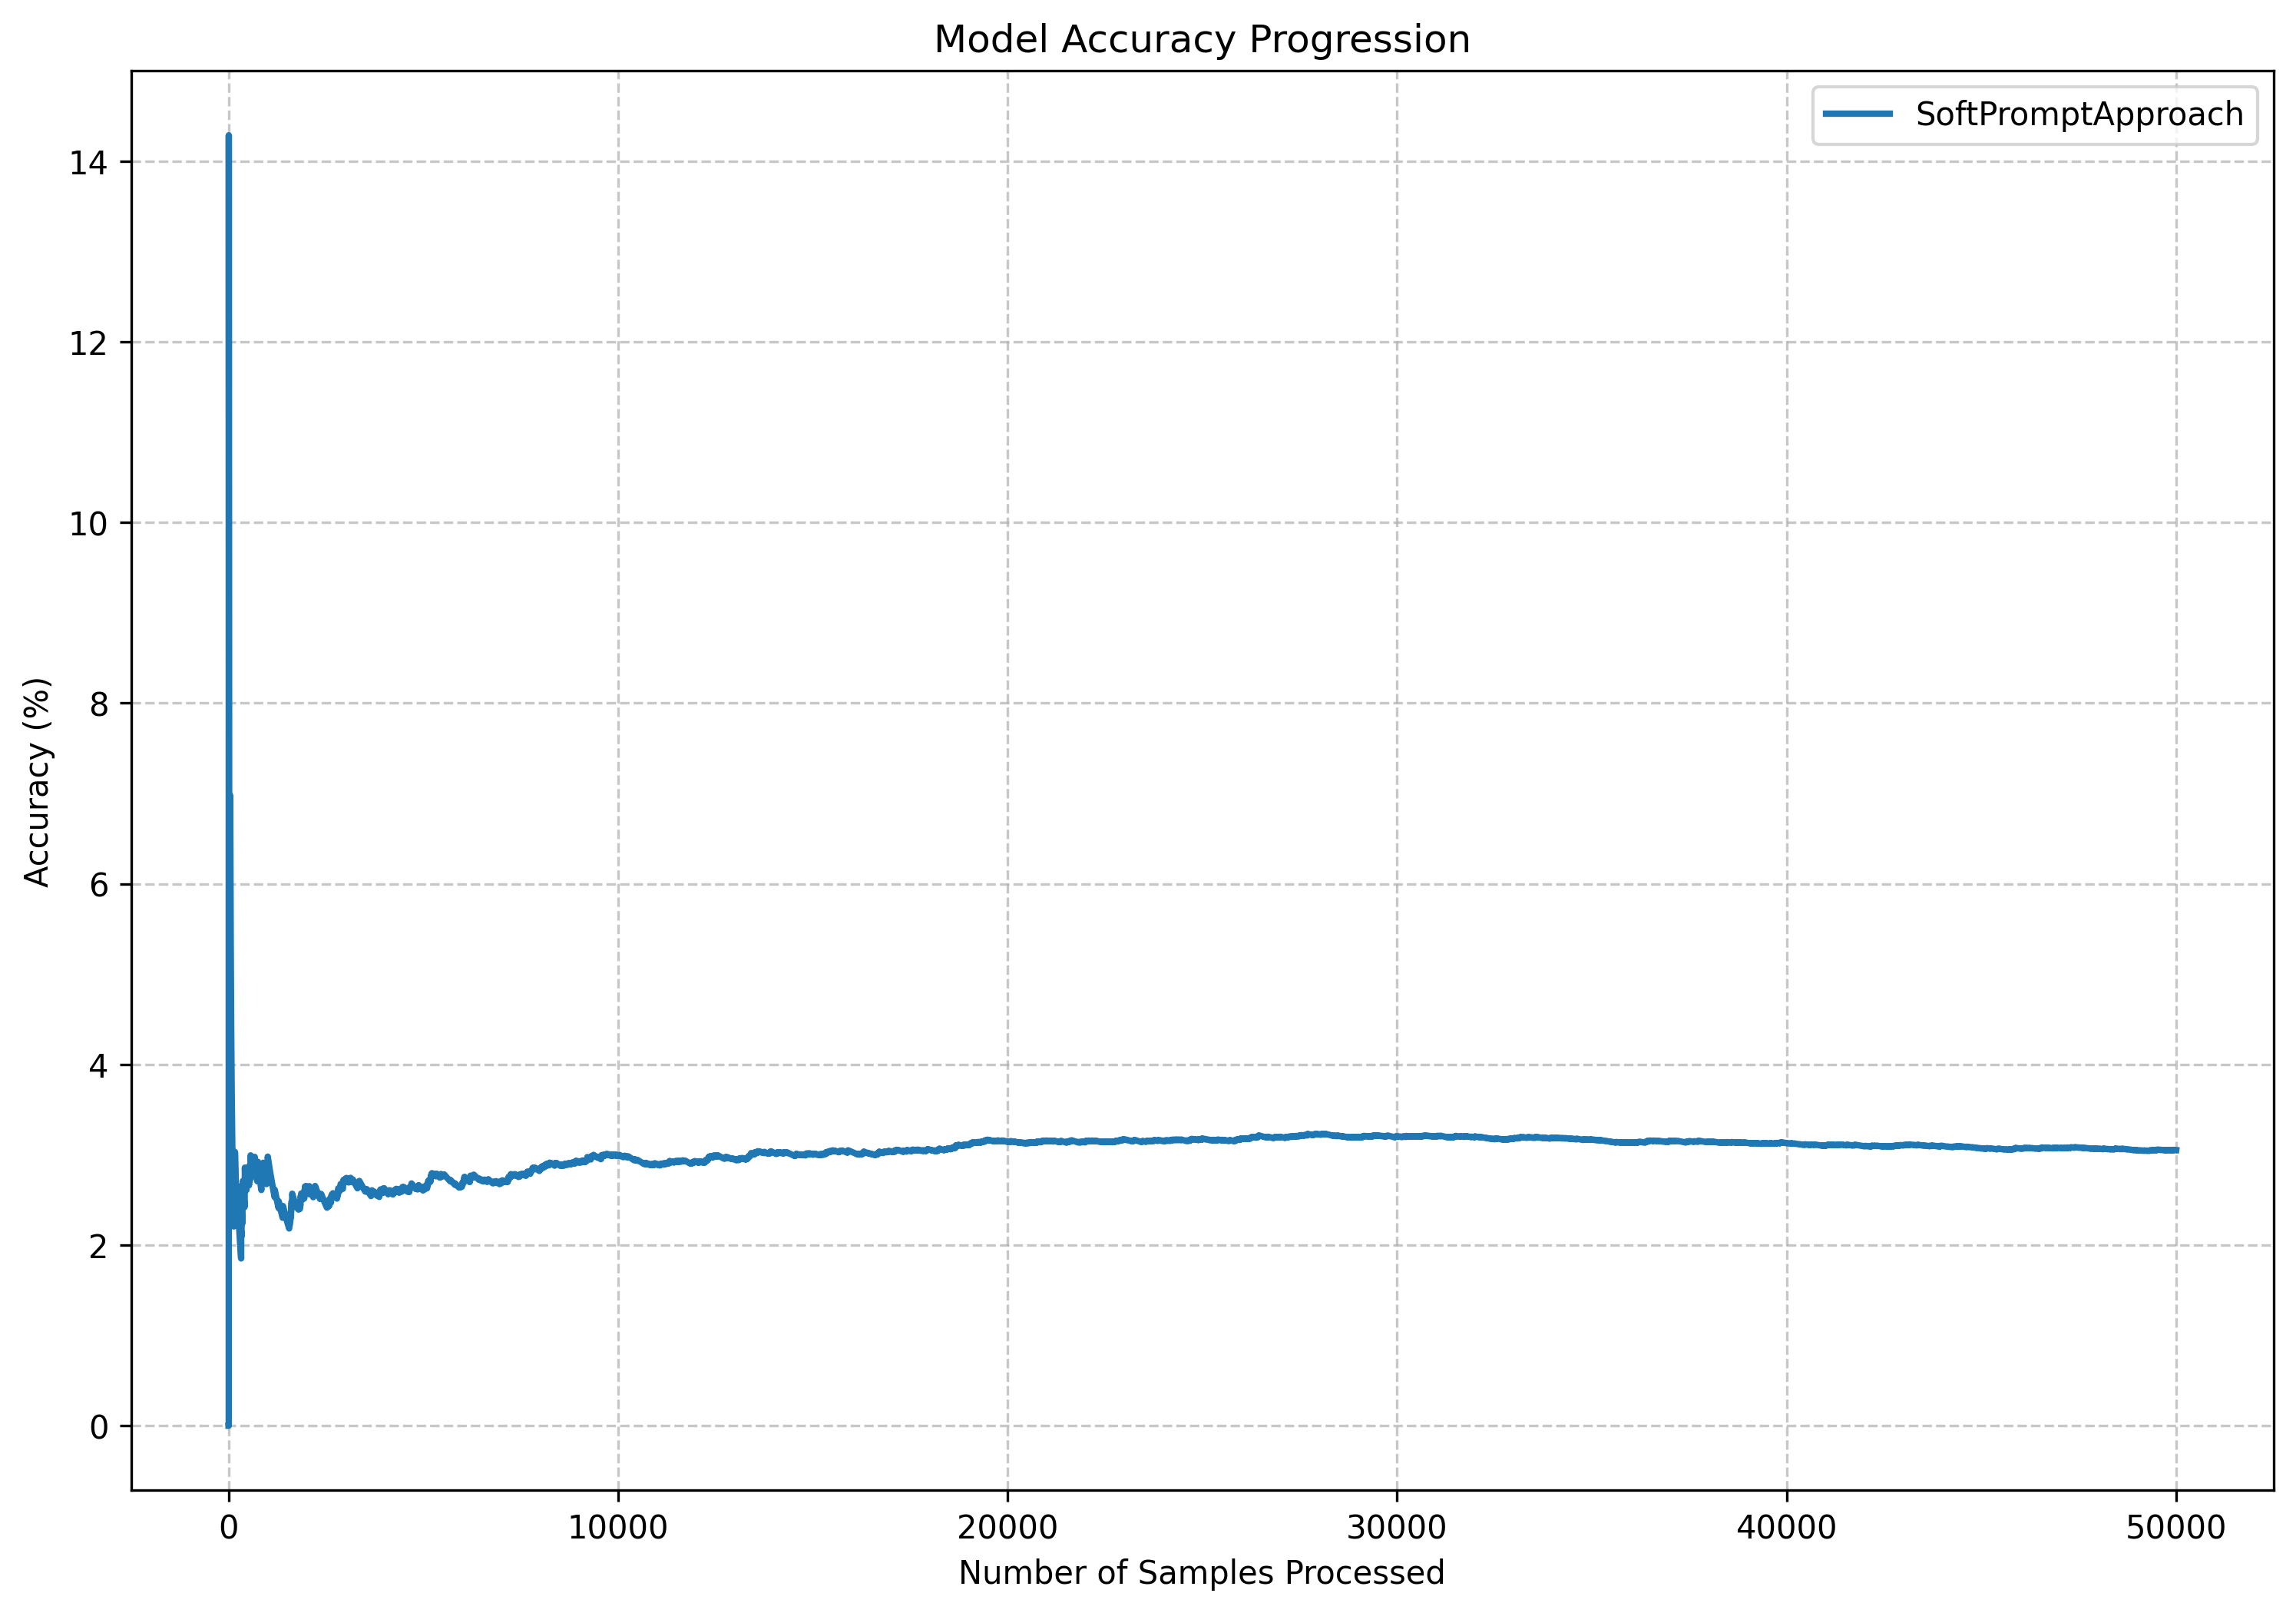 Model Accuracy Progression
SoftPromptApproach
14
12
10
8
6
4
2
0
Accuracy (%)
0 10000 20000 30000 40000 50000
Number of Samples Processed